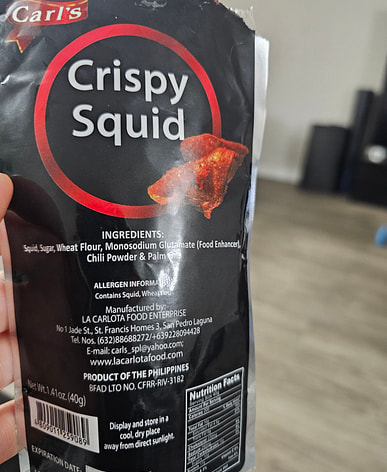 Carl's
Crispy
Squid
INGREDIENTS:
Squid, Sugar, Wheat Flour, Monosodium Glutamate (Food Enhancer),
Chili Powder & Palm
ALLERGEN INFORMATION
Contains Squid, Wheat
Manufactured by:
LA CARLOTA FOOD ENTERPRISE
No 1 Jade St., St. Francis Homes 3, San Pedro Laguna
Tel. Nos. (632)88688272/+639228094428
E-mail: carls_spl@yahoo.com;
www.lacarlotafood.com
PRODUCT OF THE PHILIPPINES
BFAD LTO NO. CFRR-RIV-3182
Net Wt. 1.41oz. (40g)
Display and store in a
cool, dry place
away from direct sunlight.
EXPIRATION DATE:
Nutrition Facts